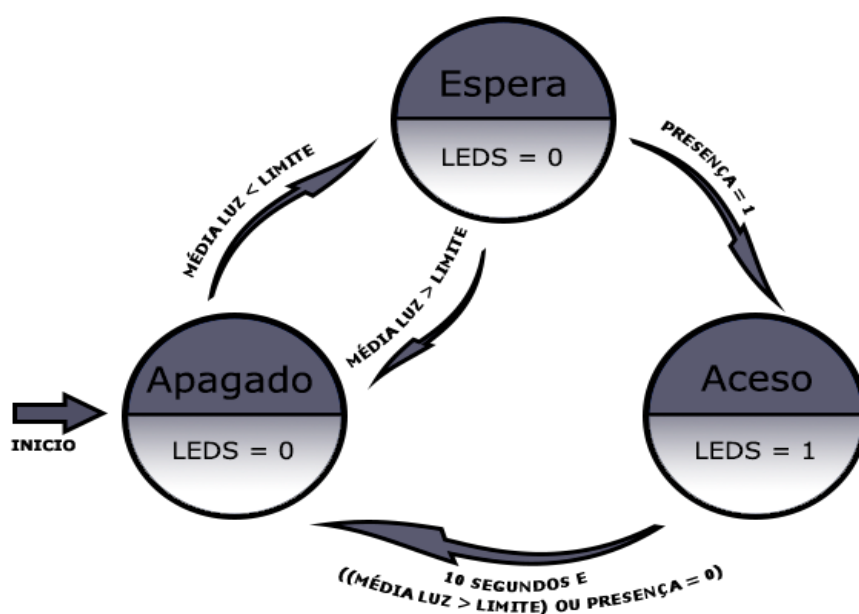 Espera
LEDS = 0
PRESENÇA = 1
MÉDIA LUZ < LIMITE
MÉDIA LUZ > LIMITE
Apagado
LEDS = 0
Aceso
LEDS = 1
INICIO
10 SEGUNDOS E
((MÉDIA LUZ > LIMITE) OU PRESENÇA = 0)